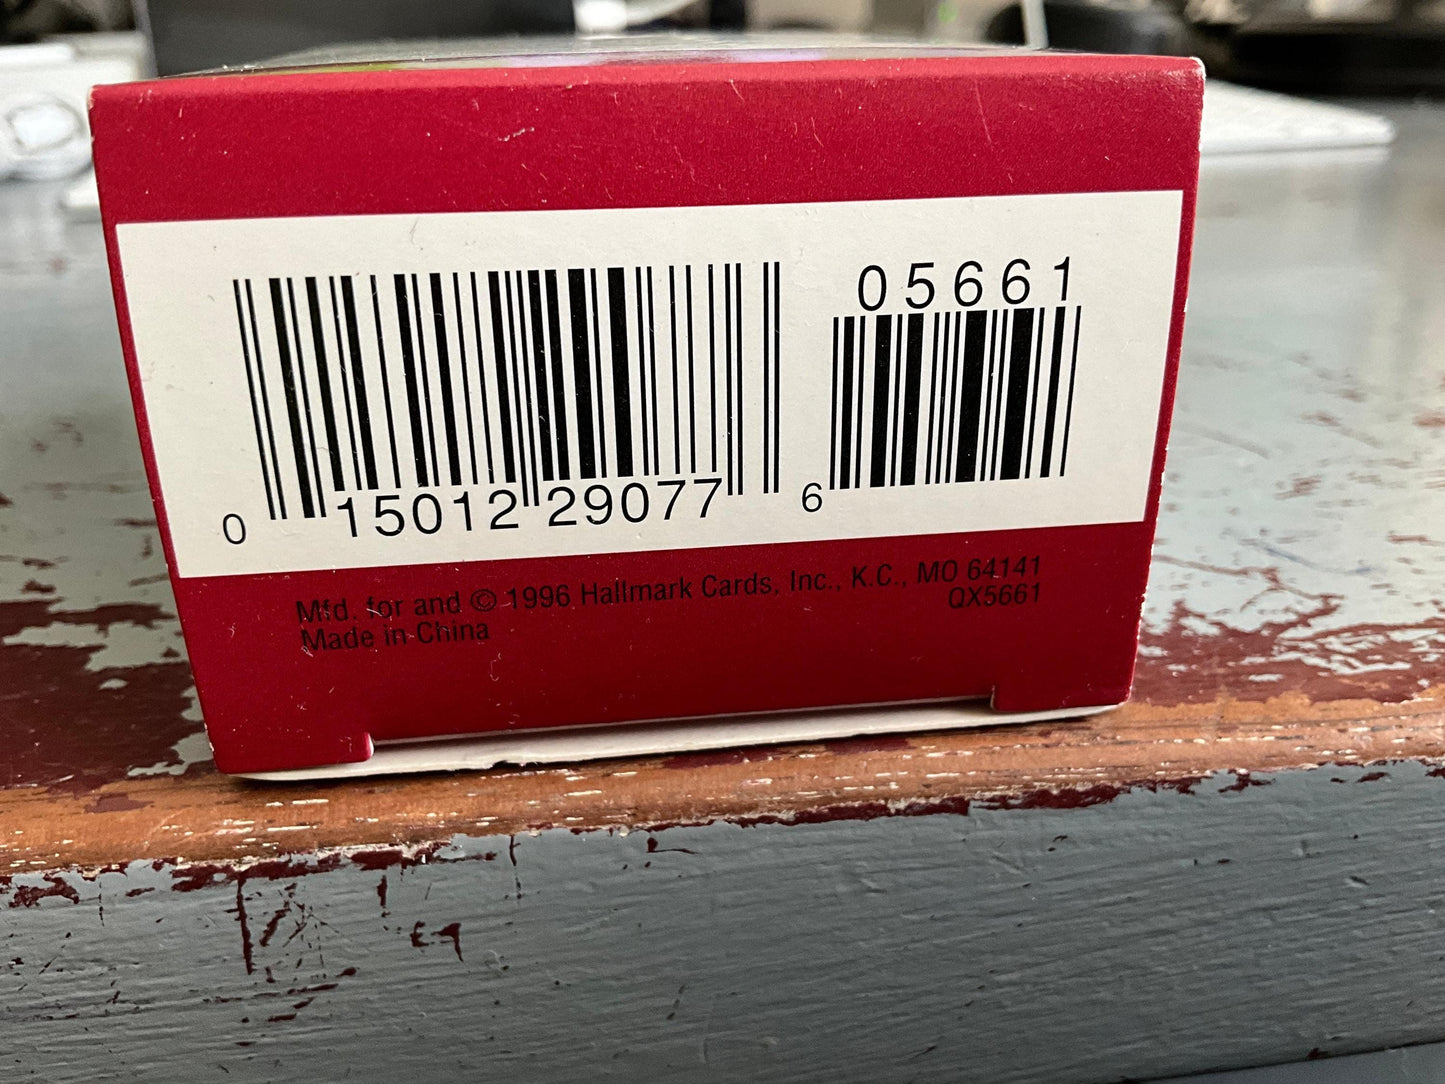 05661
0 15012 29077 6
Mfd. for and © 1996 Hallmark Cards, Inc., K.C., MO 64141
QX5661
Made in China